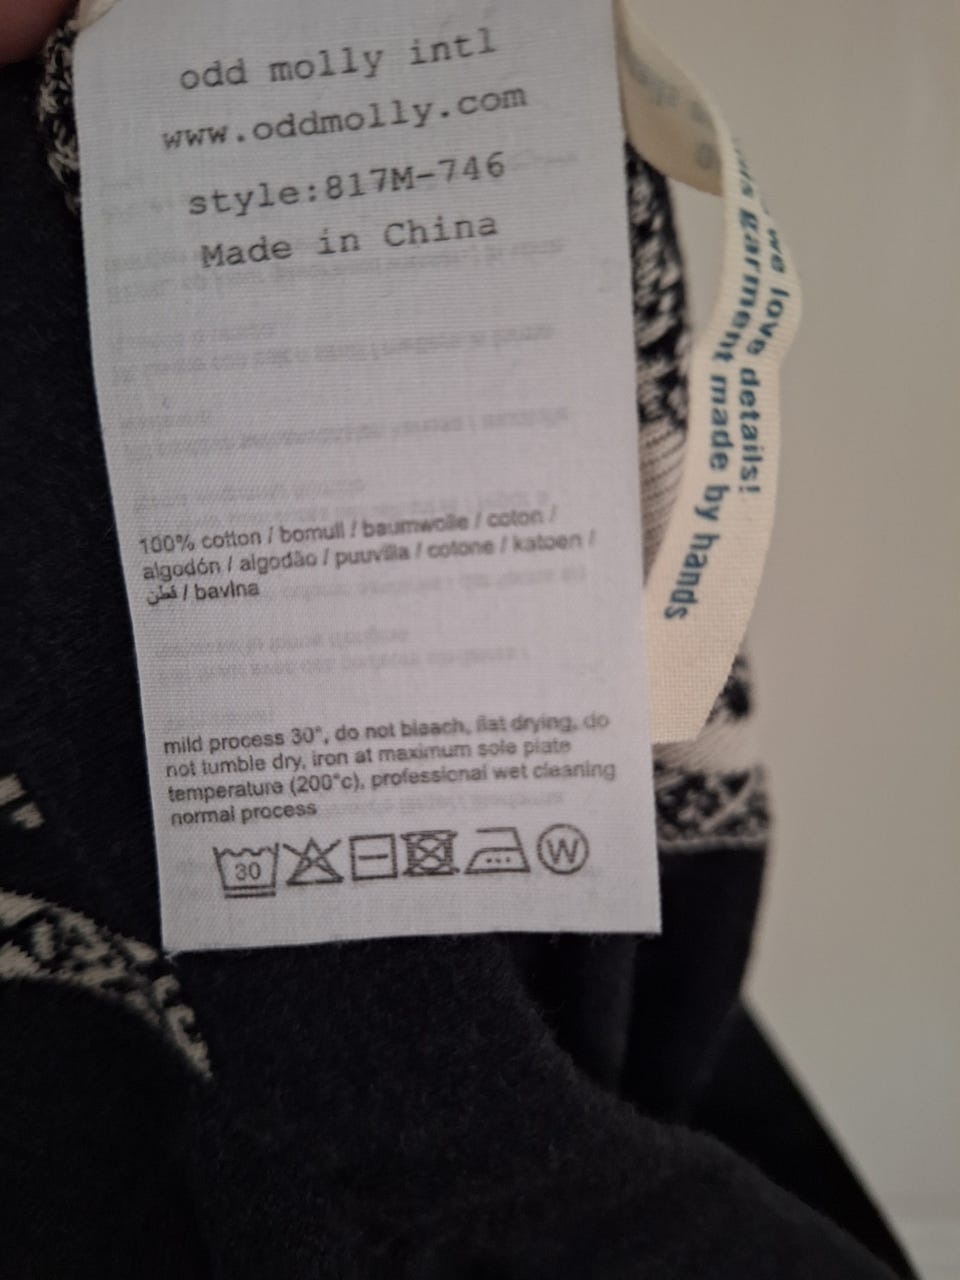 odd molly intl
www.oddmolly.com
style:817M-746
Made in China
100% cotton / bomull / baumwolle / coton /
algodón / algodão / puuvilla / cotone / katoen /
قطن / bavlna
mild process 30°, do not bleach, flat drying, do
not tumble dry, iron at maximum sole plate
temperature (200°c), professional wet cleaning
normal process
30
W
we love details!
this garment made by hands